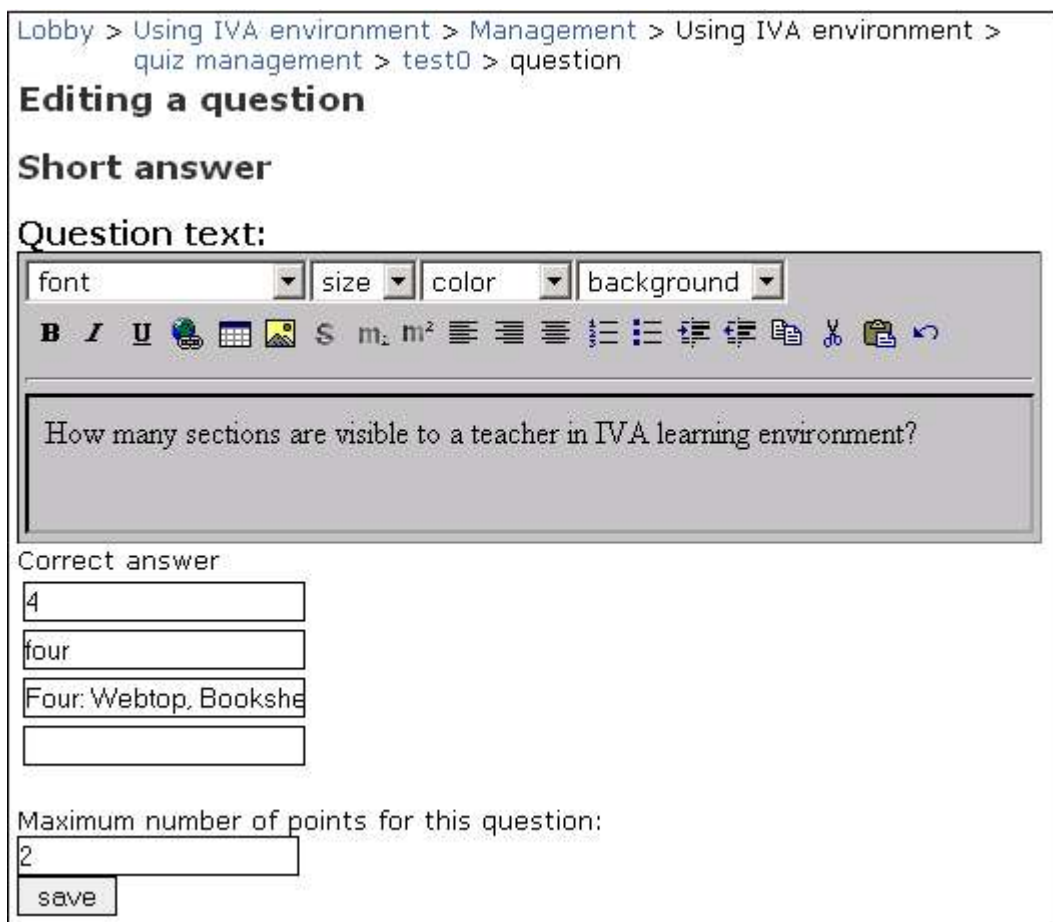 Lobby > Using IVA environment > Management > Using IVA environment >
quiz management > test0 > question
Editing a question
Short answer
Question text:
font size color background
B I U S m₂ m²
How many sections are visible to a teacher in IVA learning environment?
Correct answer
4
four
Four: Webtop, Bookshe
Maximum number of points for this question:
2
save